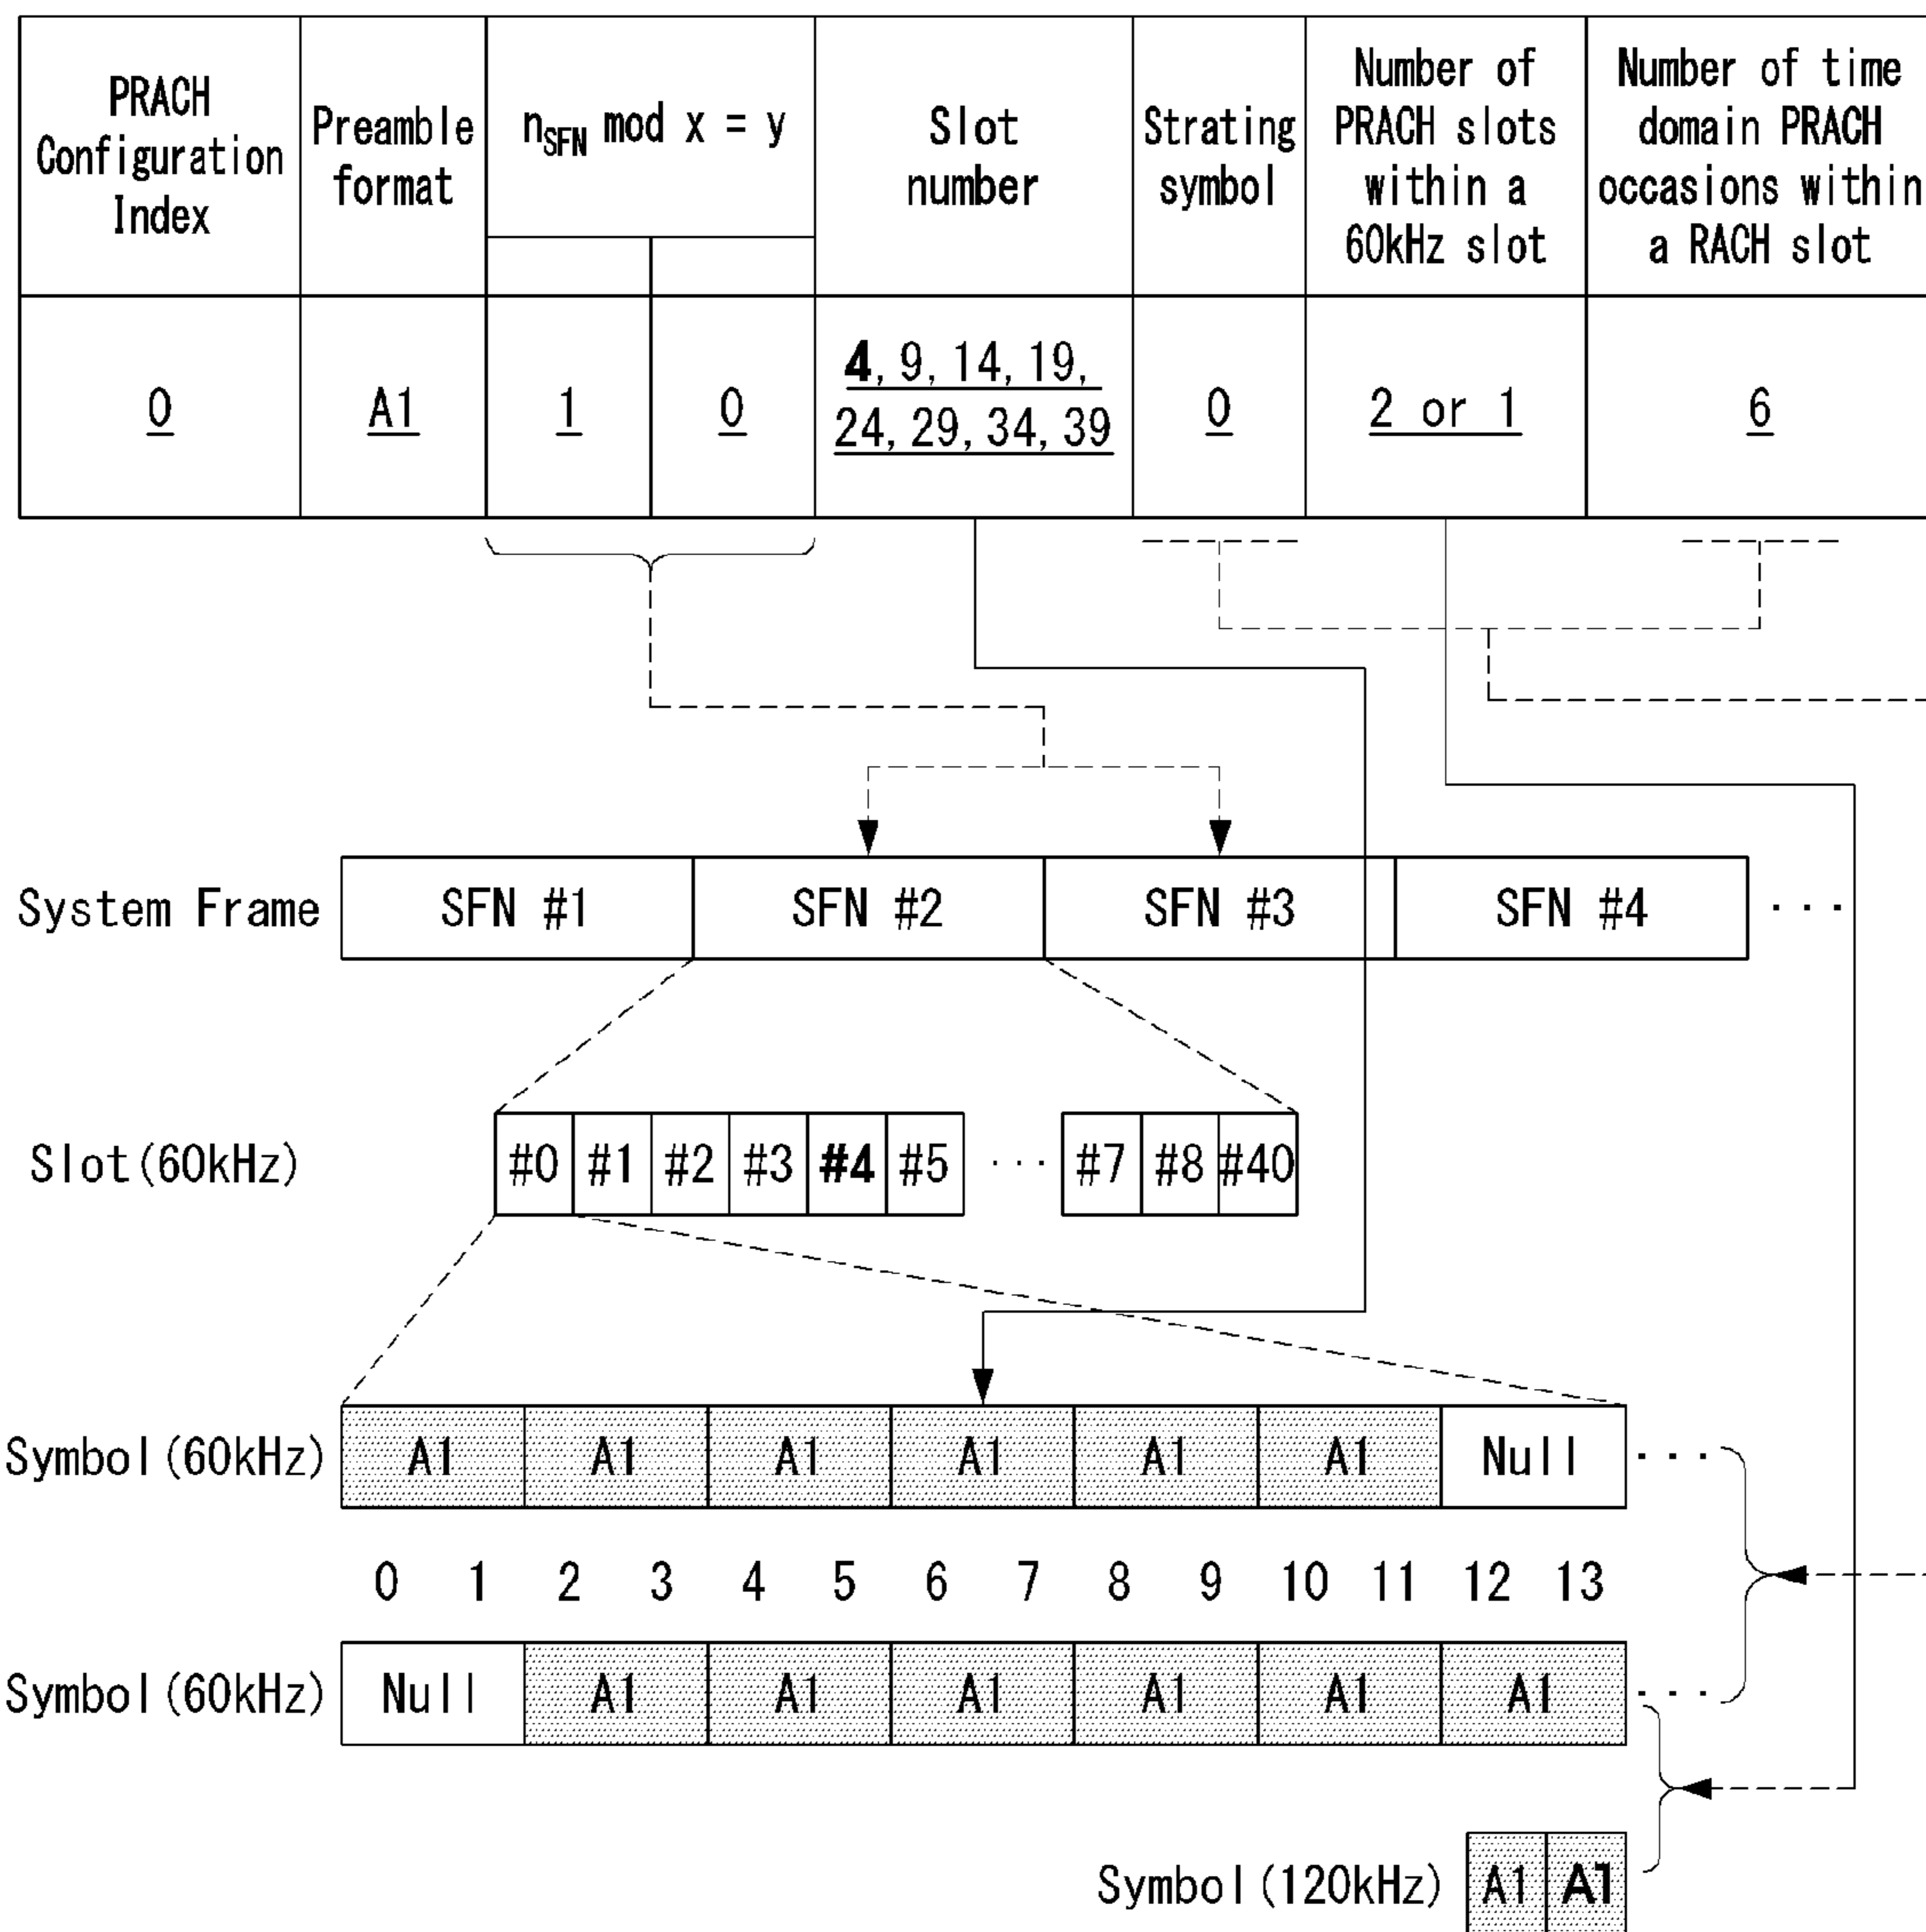 PRACH
Configuration
Index
Preamble
format
nSFN mod x = y
Slot
number
Strating
symbol
Number of
PRACH slots
within a
60kHz slot
Number of time
domain PRACH
occasions within
a RACH slot
0
A1
1
0
4, 9, 14, 19,
24, 29, 34, 39
0
2 or 1
6
System Frame
SFN #1
SFN #2
SFN #3
SFN #4
...
Slot(60kHz)
#0
#1
#2
#3
#4
#5
...
#7
#8
#40
Symbol(60kHz)
A1
A1
A1
A1
A1
A1
Null
...
0 1 2 3 4 5 6 7 8 9 10 11 12 13
Symbol(60kHz)
Null
A1
A1
A1
A1
A1
A1
...
Symbol(120kHz)
A1
A1